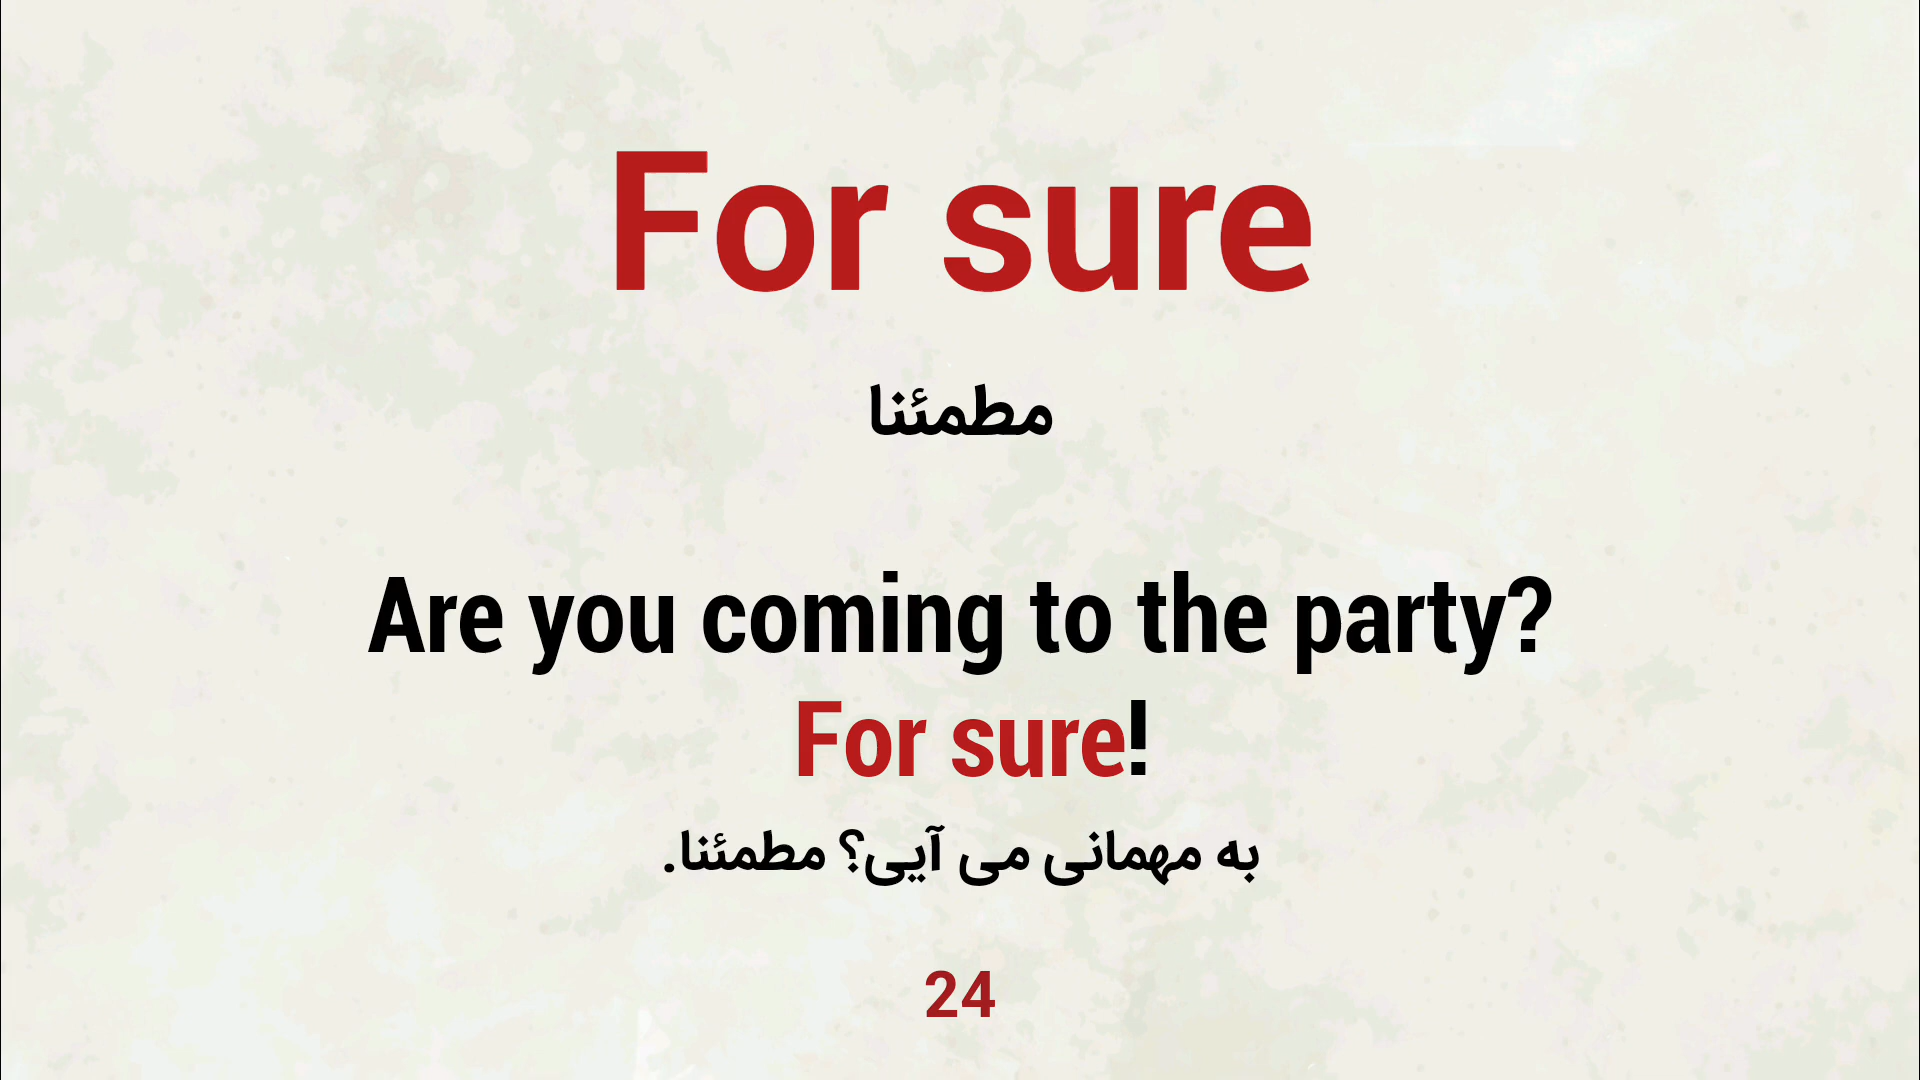 For sure
مطمئنا
Are you coming to the party?
For sure!
به مهمانی می آیی؟ مطمئنا.
24